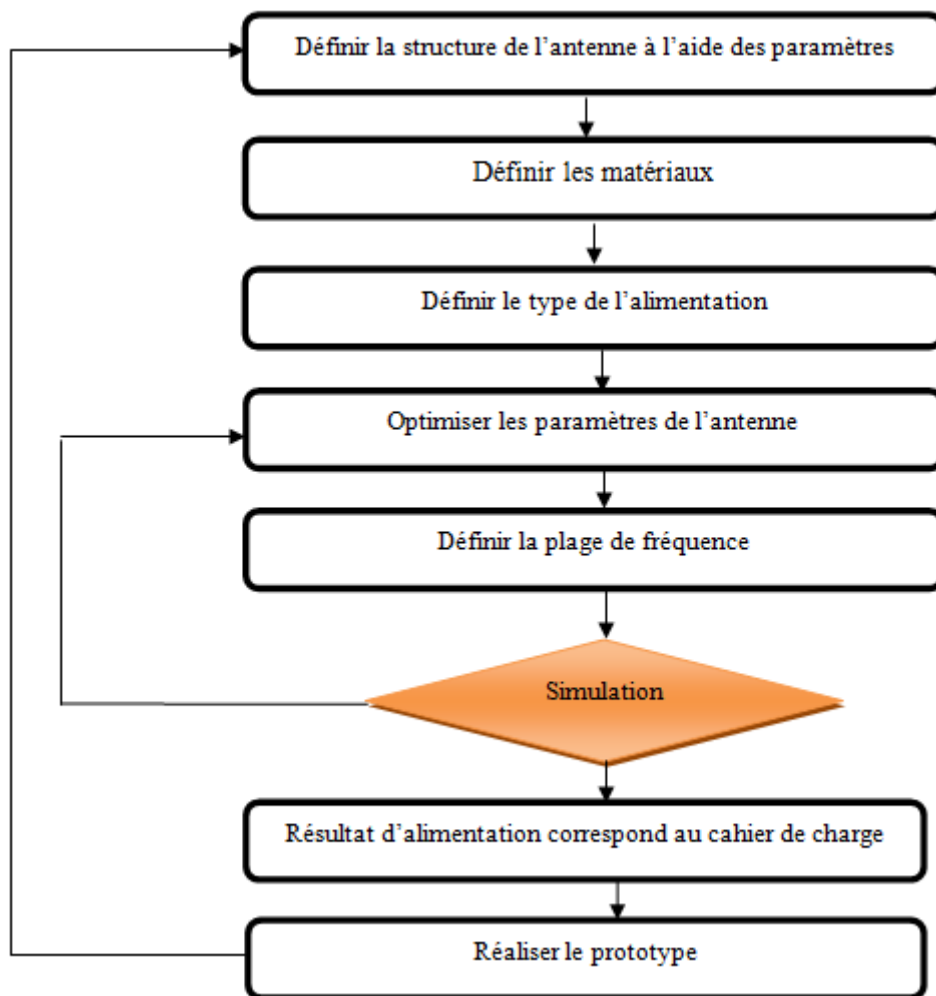 Définir la structure de l’antenne à l’aide des paramètres
Définir les matériaux
Définir le type de l’alimentation
Optimiser les paramètres de l’antenne
Définir la plage de fréquence
Simulation
Résultat d’alimentation correspond au cahier de charge
Réaliser le prototype